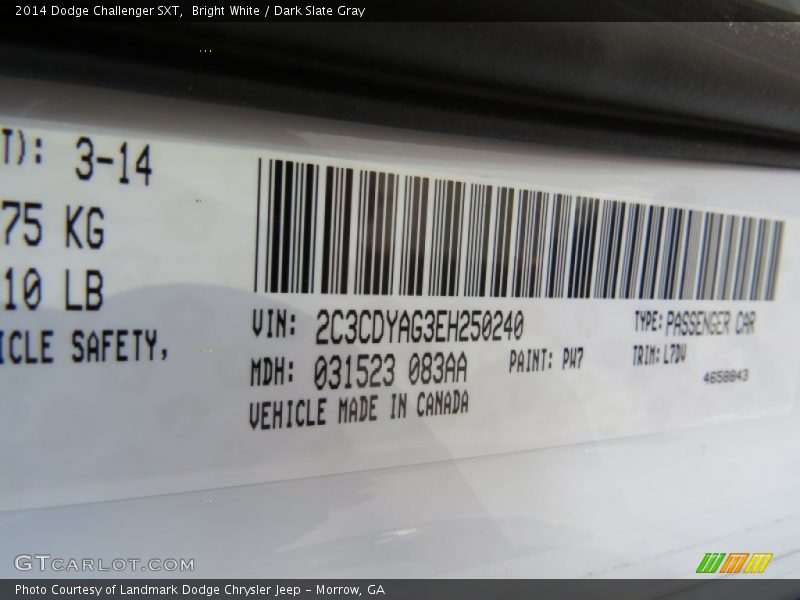 2014 Dodge Challenger SXT, Bright White / Dark Slate Gray
T): 3-14
75 KG
10 LB
ICLE SAFETY,
VIN: 2C3CDYAG3EH250240
TYPE: PASSENGER CAR
MDH: 031523 083AA
PAINT: PW7
TRIM: L7DV
4658843
VEHICLE MADE IN CANADA
GTCARLOT.COM
Photo Courtesy of Landmark Dodge Chrysler Jeep - Morrow, GA